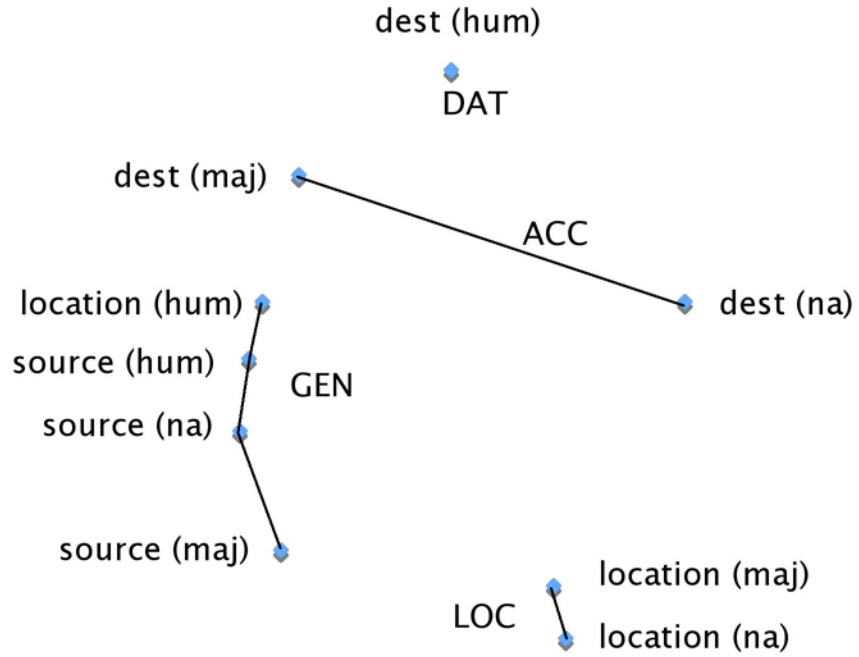 dest (hum)
DAT
dest (maj)
ACC
location (hum)
dest (na)
source (hum)
GEN
source (na)
source (maj)
location (maj)
LOC
location (na)